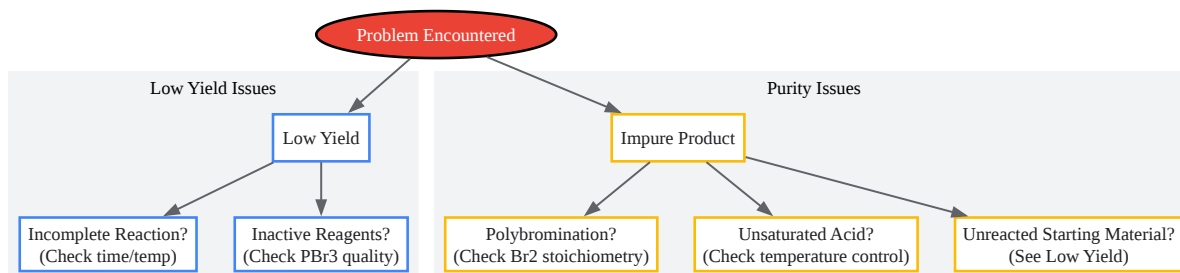 Problem Encountered
Low Yield Issues
Purity Issues
Low Yield
Impure Product
Incomplete Reaction?
(Check time/temp)
Inactive Reagents?
(Check PBr3 quality)
Polybromination?
(Check Br2 stoichiometry)
Unsaturated Acid?
(Check temperature control)
Unreacted Starting Material?
(See Low Yield)